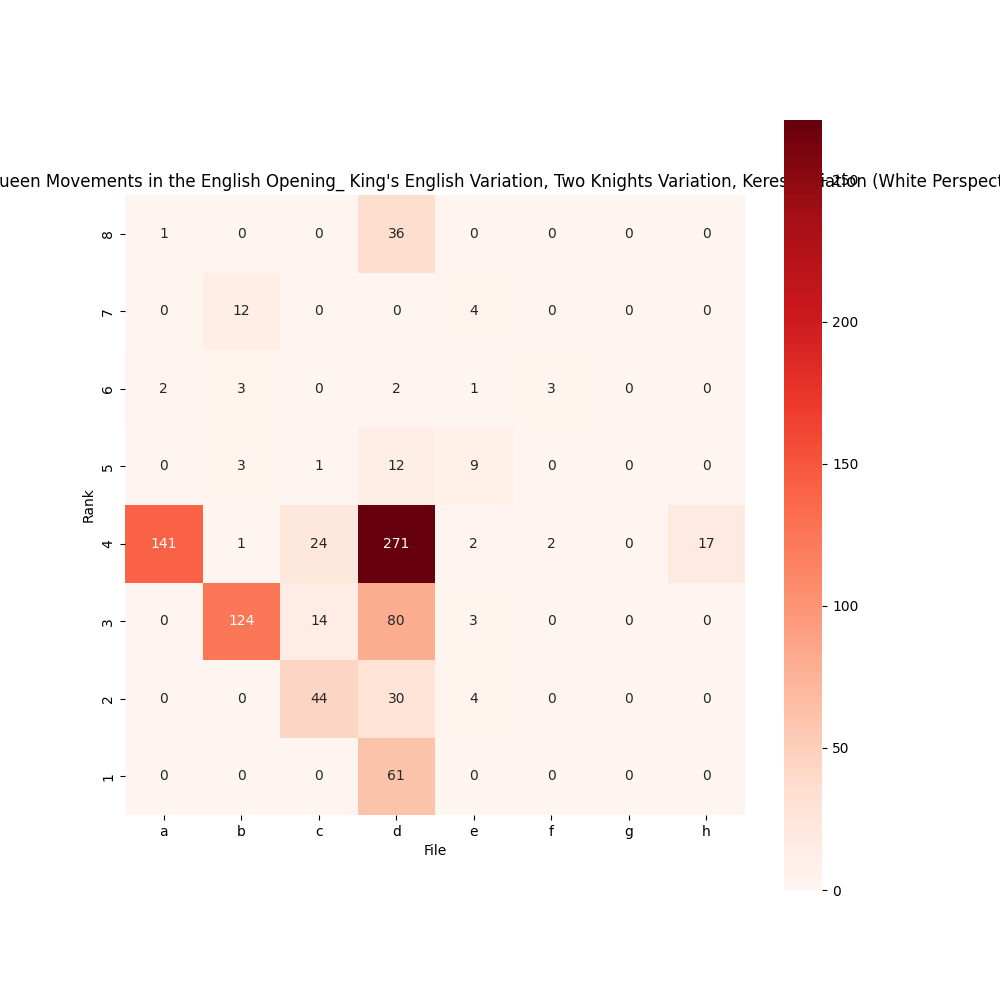 ueen Movements in the English Opening_ King's English Variation, Two Knights Variation, Keres Variation (White Perspect
250
8 1 0 0 36 0 0 0 0
7 0 12 0 0 4 0 0 0
200
6 2 3 0 2 1 3 0 0
5 0 3 1 12 9 0 0 0
150
Rank
4 141 1 24 271 2 2 0 17
100
3 0 124 14 80 3 0 0 0
2 0 0 44 30 4 0 0 0
50
1 0 0 0 61 0 0 0 0
a b c d e f g h
File
0